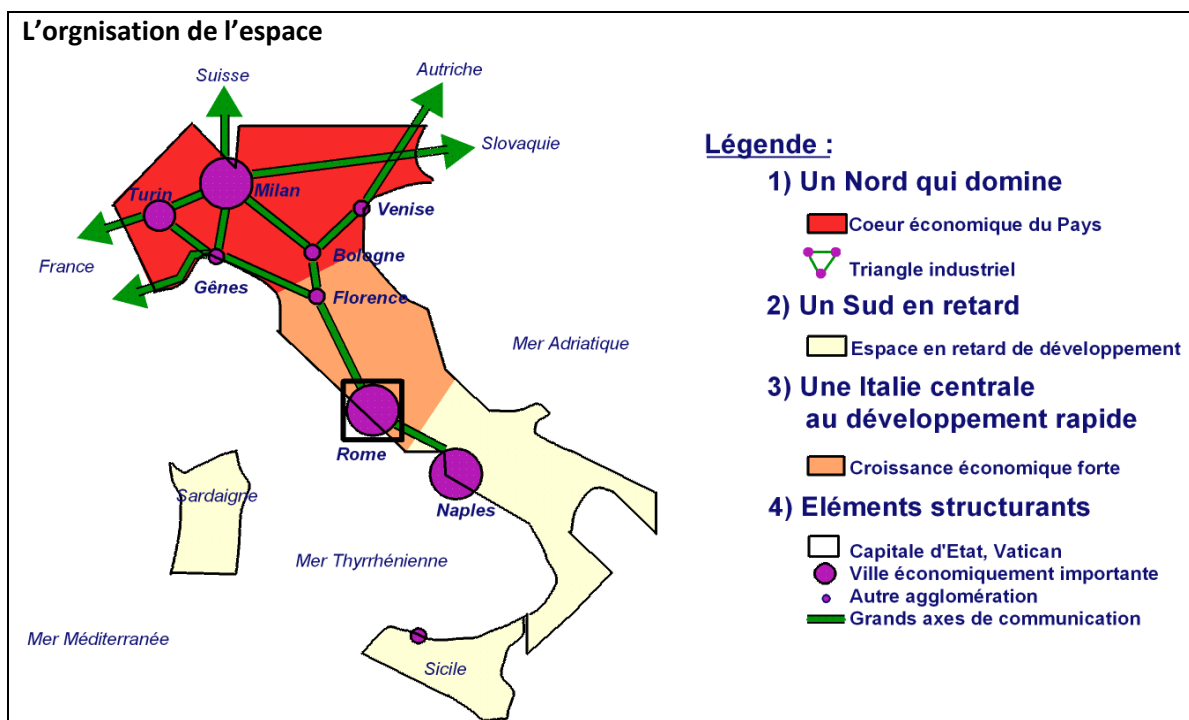 L'orgnisation de l'espace
Suisse
Autriche
Slovaquie
Turin
Milan
Venise
France
Bologne
Gênes
Florence
Mer Adriatique
Rome
Naples
Sardaigne
Mer Thyrrhénienne
Mer Méditerranée
Sicile
Légende :
1) Un Nord qui domine
Coeur économique du Pays
Triangle industriel
2) Un Sud en retard
Espace en retard de développement
3) Une Italie centrale
au développement rapide
Croissance économique forte
4) Eléments structurants
Capitale d'Etat, Vatican
Ville économiquement importante
Autre agglomération
Grands axes de communication